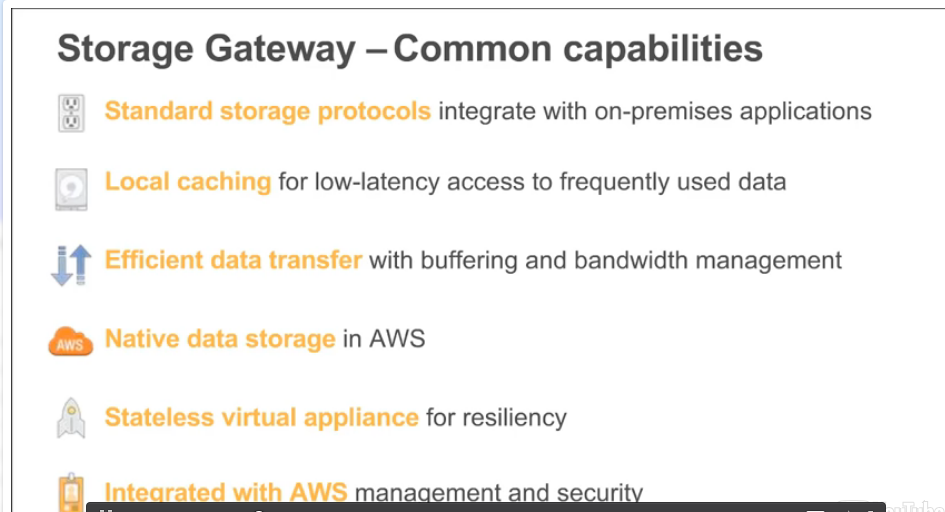 Storage Gateway – Common capabilities
Standard storage protocols integrate with on-premises applications
Local caching for low-latency access to frequently used data
Efficient data transfer with buffering and bandwidth management
AWS
Native data storage in AWS
Stateless virtual appliance for resiliency
Integrated with AWS management and security